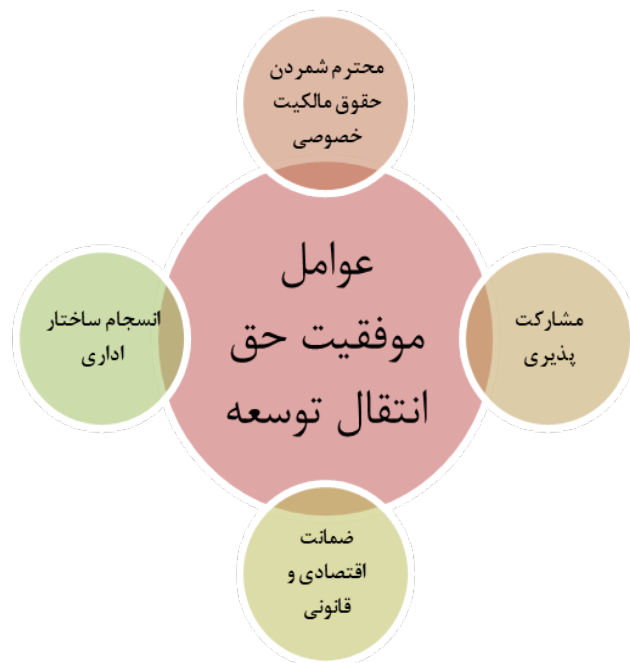 محترم شمردن
حقوق مالکیت
خصوصی
عوامل
موفقیت حق
انتقال توسعه
مشارکت
پذیری
انسجام ساختار
اداری
ضمانت
اقتصادی و
قانونی